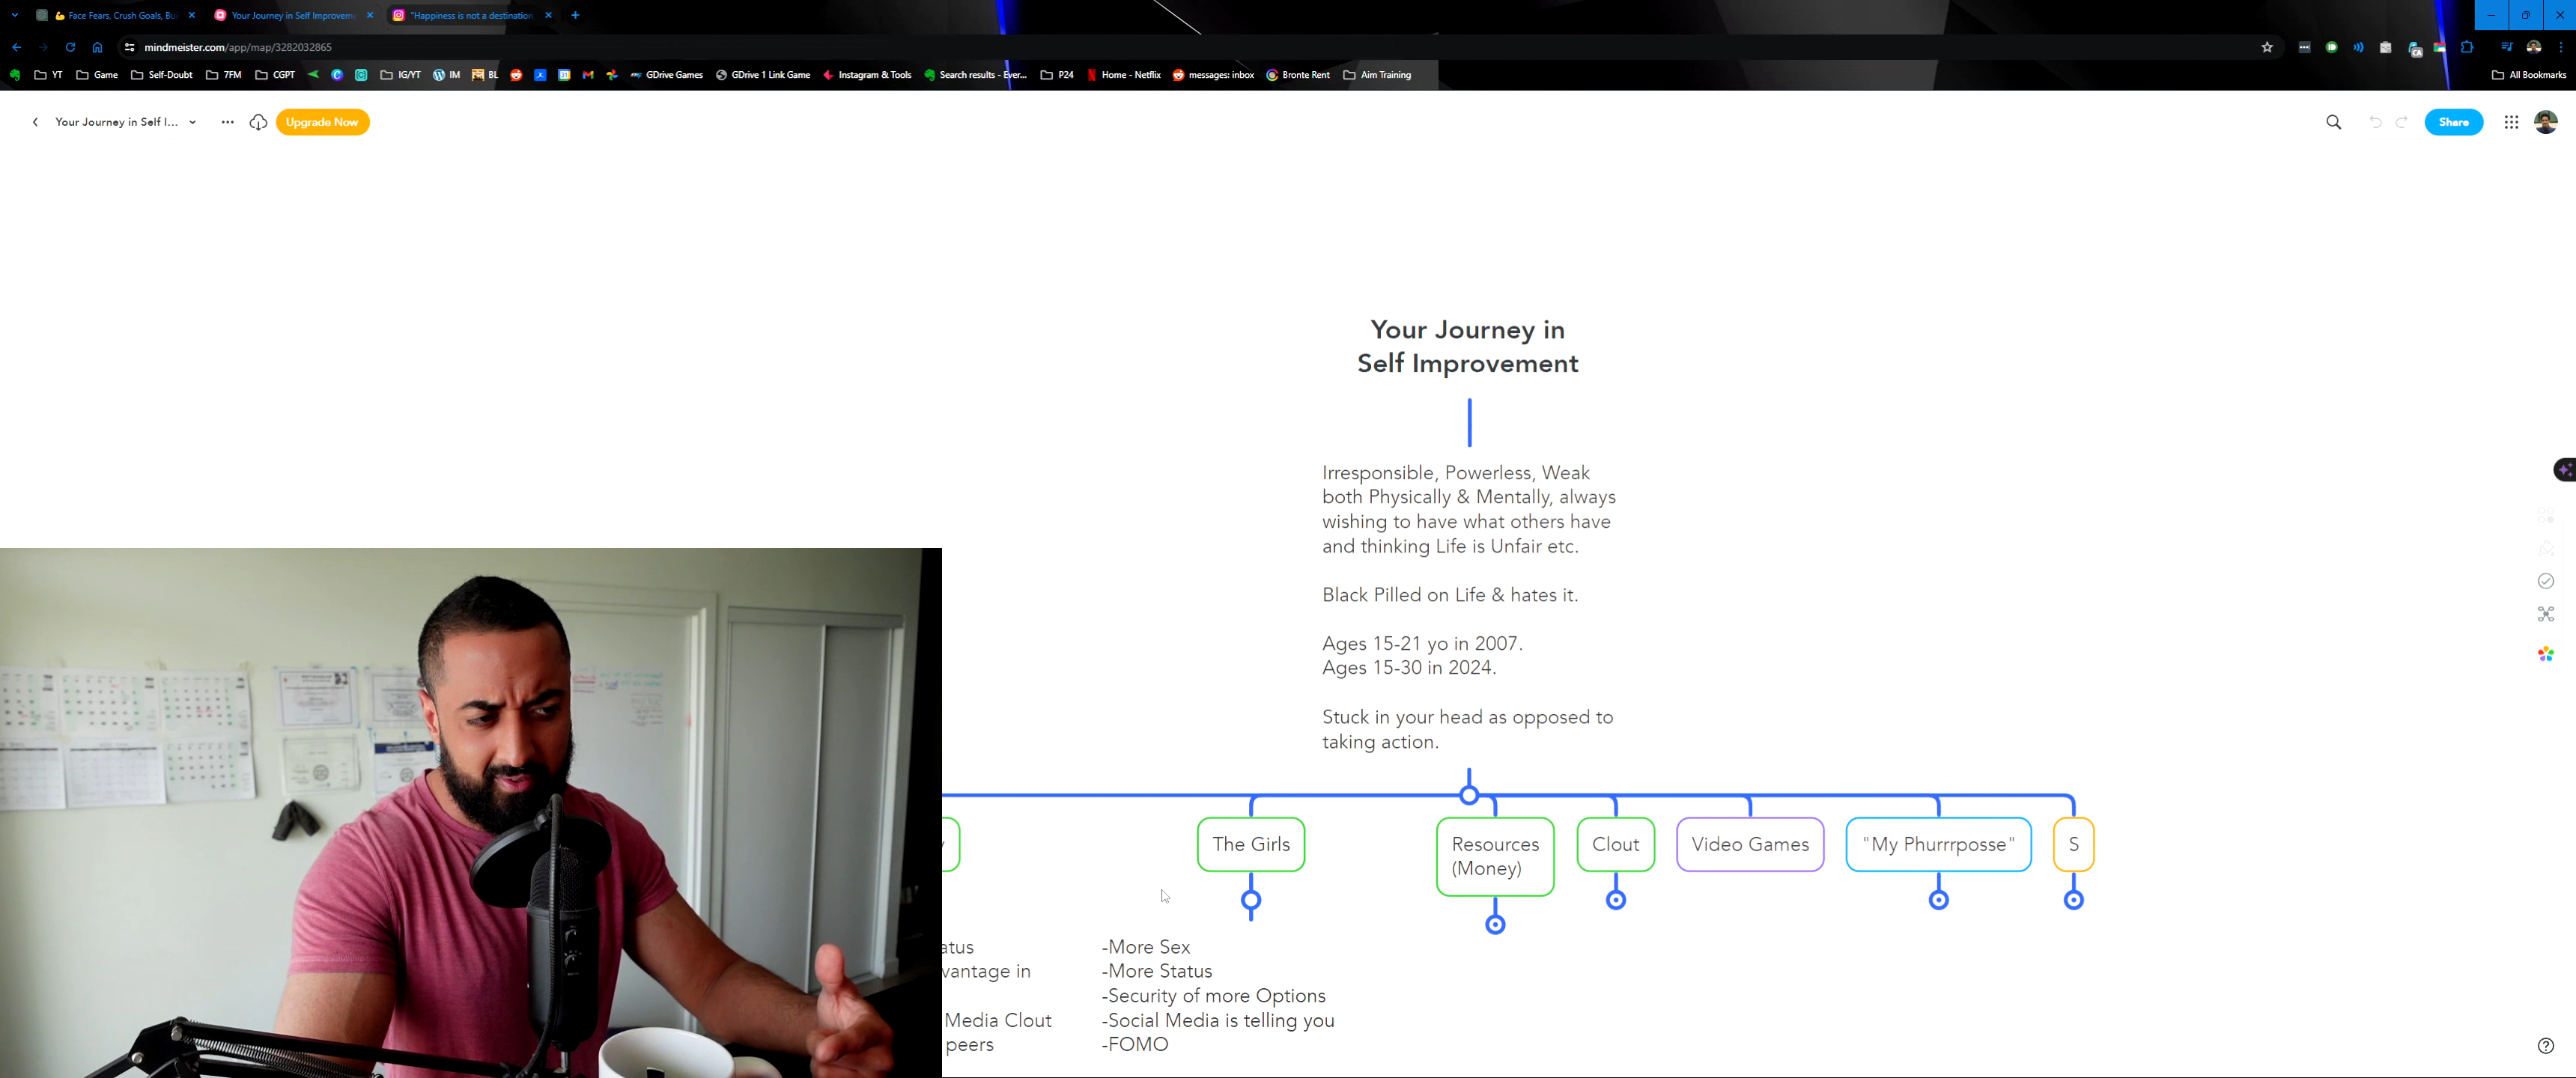 💪 Face Fears, Crush Goals, Bu
Your Journey in Self Improveme
"Happiness is not a destination
mindmeister.com/app/map/3282032865
YT
Game
Self-Doubt
7FM
CGPT
IG/YT
IM
BL
GDrive Games
GDrive 1 Link Game
Instagram & Tools
Search results - Ever...
P24
Home - Netflix
messages: inbox
Bronte Rent
Aim Training
All Bookmarks
Your Journey in Self I...
Upgrade Now
Share
Your Journey in
Self Improvement
Irresponsible, Powerless, Weak
both Physically & Mentally, always
wishing to have what others have
and thinking Life is Unfair etc.
Black Pilled on Life & hates it.
Ages 15-21 yo in 2007.
Ages 15-30 in 2024.
Stuck in your head as opposed to
taking action.
The Girls
Resources
(Money)
Clout
Video Games
"My Phurrrposse"
S
atus
vantage in
Media Clout
peers
-More Sex
-More Status
-Security of more Options
-Social Media is telling you
-FOMO